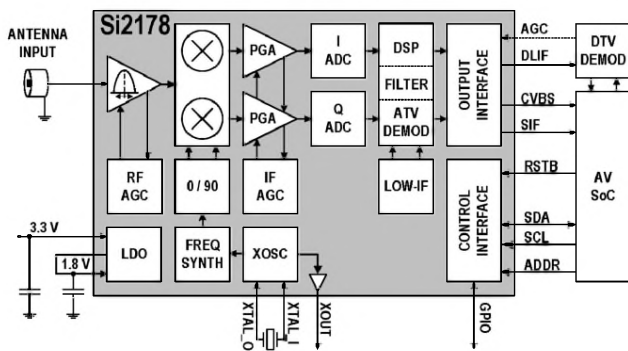 Si2178
ANTENNA
INPUT
PGA
PGA
I
ADC
Q
ADC
DSP
FILTER
ATV
DEMOD
OUTPUT
INTERFACE
AGC
DLIF
CVBS
SIF
DTV
DEMOD
RF
AGC
0 / 90
IF
AGC
LOW-IF
CONTROL
INTERFACE
RSTB
SDA
SCL
ADDR
AV
SoC
3.3 V
1.8 V
LDO
FREQ
SYNTH
XOSC
XTAL_O
XTAL_I
XOUT
GPIO